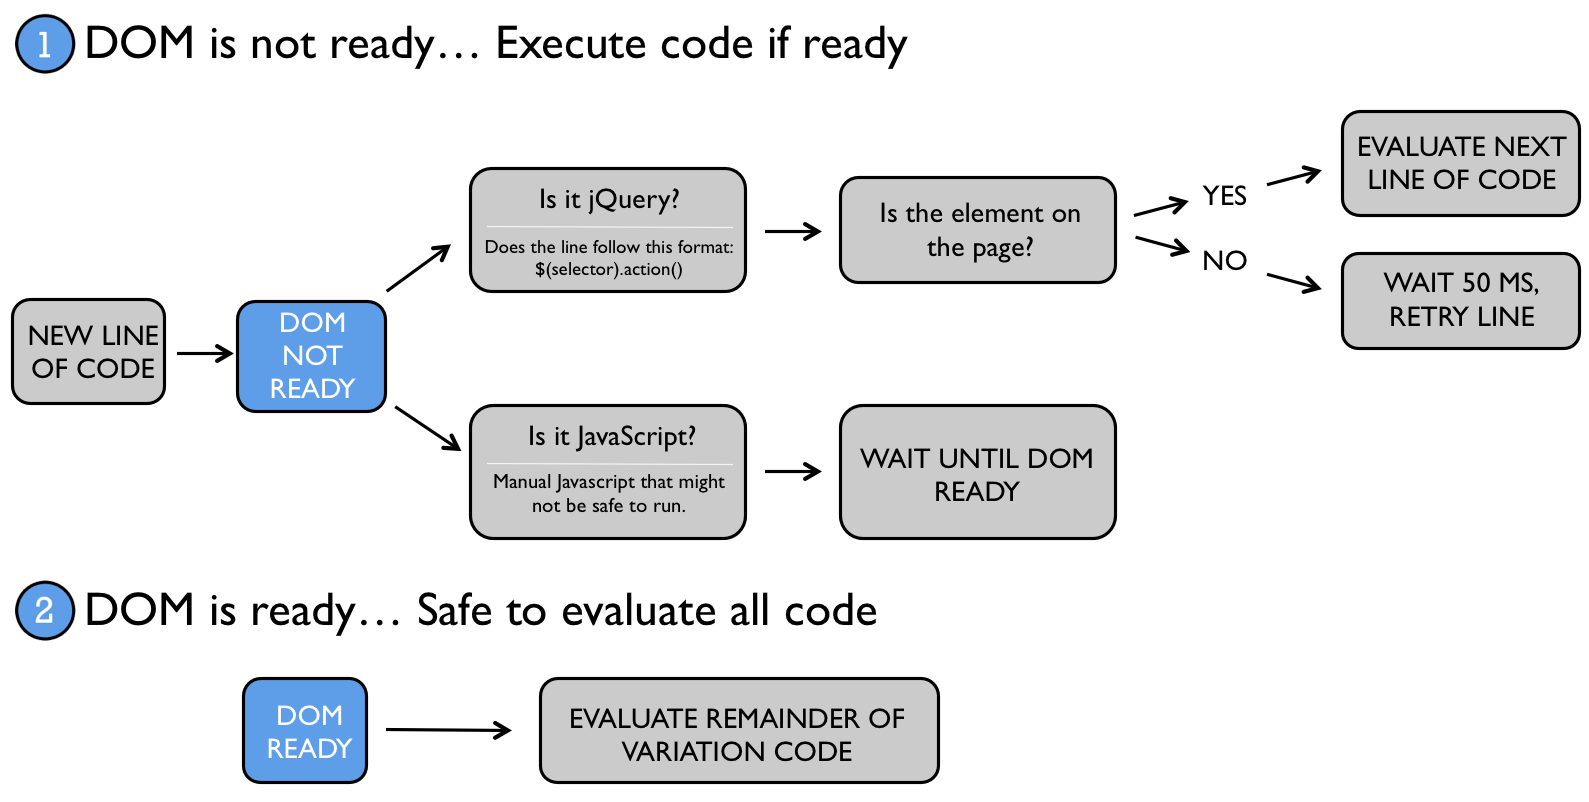 1 DOM is not ready... Execute code if ready
NEW LINE
OF CODE
DOM
NOT
READY
Is it jQuery?
Does the line follow this format:
$(selector).action()
Is the element on
the page?
YES
NO
EVALUATE NEXT
LINE OF CODE
WAIT 50 MS,
RETRY LINE
Is it JavaScript?
Manual Javascript that might
not be safe to run.
WAIT UNTIL DOM
READY
2 DOM is ready... Safe to evaluate all code
DOM
READY
EVALUATE REMAINDER OF
VARIATION CODE